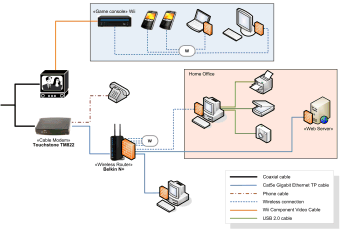 «Game console» Wii
W
Home Office
«Web Server»
«Cable Modem»
Touchstone TM822
W
«Wireless Router»
Belkin N+
Coaxial cable
Cat5e Gigabit Ethernet TP cable
Phone cable
Wireless connection
Wii Component Video Cable
USB 2.0 cable